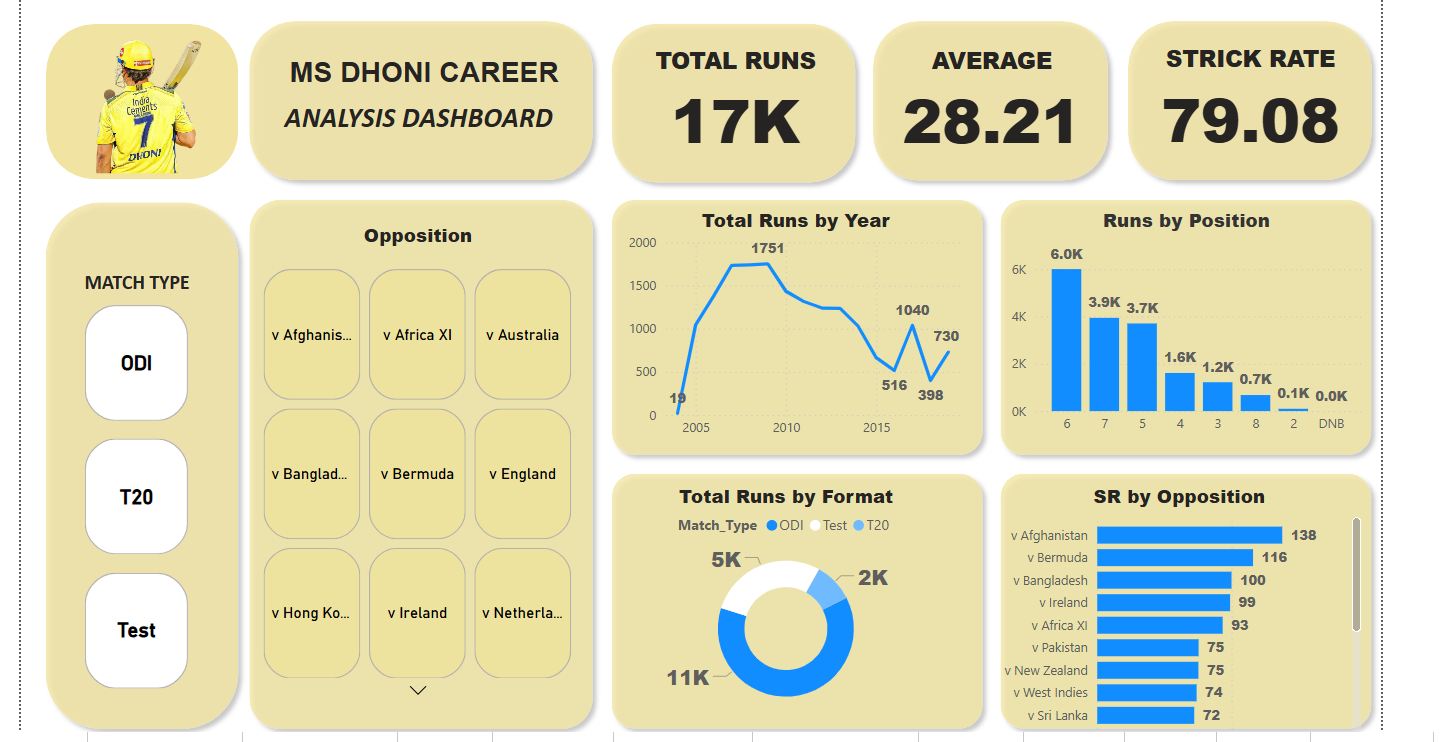 India
Cements
7
DHONI
MS DHONI CAREER
ANALYSIS DASHBOARD
TOTAL RUNS
17K
AVERAGE
28.21
STRICK RATE
79.08
MATCH TYPE
ODI
T20
Test
Opposition
v Afghanis... v Africa XI v Australia
v Banglad... v Bermuda v England
v Hong Ko... v Ireland v Netherla...
Total Runs by Year
2000
1500
1000
500
0
1751
1040
730
516
398
19
2005 2010 2015
Runs by Position
6K
4K
2K
0K
6.0K 3.9K 3.7K 1.6K 1.2K 0.7K 0.1K 0.0K
6 7 5 4 3 8 2 DNB
Total Runs by Format
Match_Type ODI Test T20
5K
2K
11K
SR by Opposition
v Afghanistan 138
v Bermuda 116
v Bangladesh 100
v Ireland 99
v Africa XI 93
v Pakistan 75
v New Zealand 75
v West Indies 74
v Sri Lanka 72